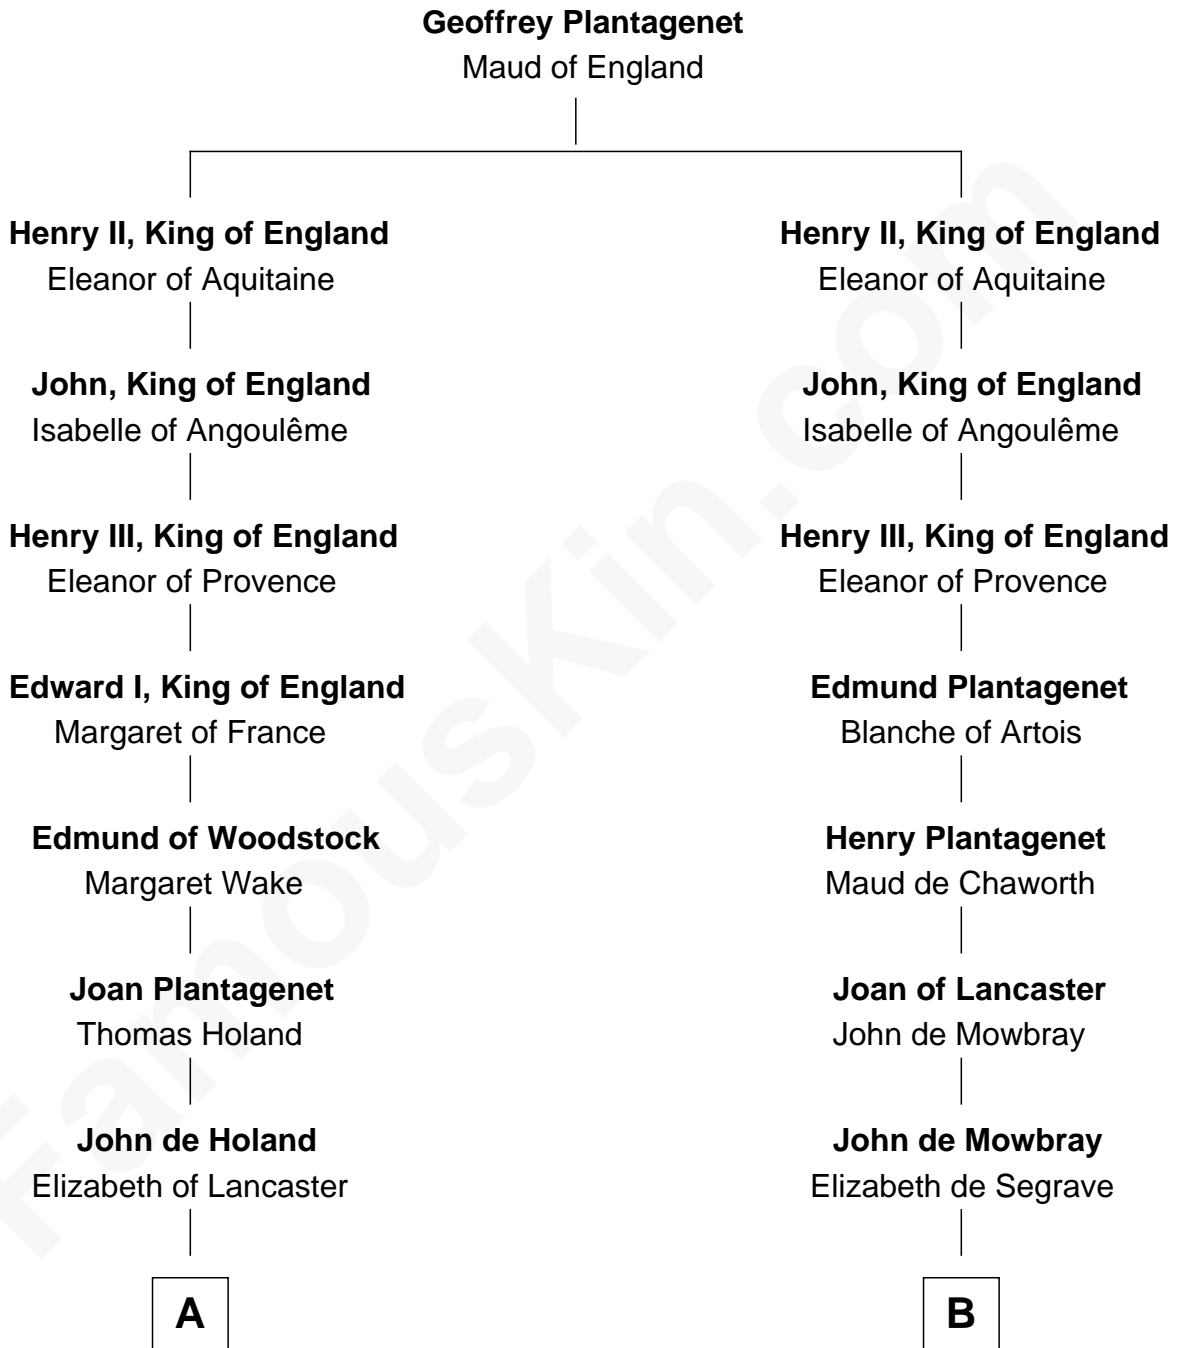 Geoffrey Plantagenet
Maud of England
Henry II, King of England
Eleanor of Aquitaine
John, King of England
Isabelle of Angoulême
Henry III, King of England
Eleanor of Provence
Edward I, King of England
Margaret of France
Edmund of Woodstock
Margaret Wake
Joan Plantagenet
Thomas Holand
John de Holand
Elizabeth of Lancaster
A
Henry II, King of England
Eleanor of Aquitaine
John, King of England
Isabelle of Angoulême
Henry III, King of England
Eleanor of Provence
Edmund Plantagenet
Blanche of Artois
Henry Plantagenet
Maud de Chaworth
Joan of Lancaster
John de Mowbray
John de Mowbray
Elizabeth de Segrave
B
FamousKin.com